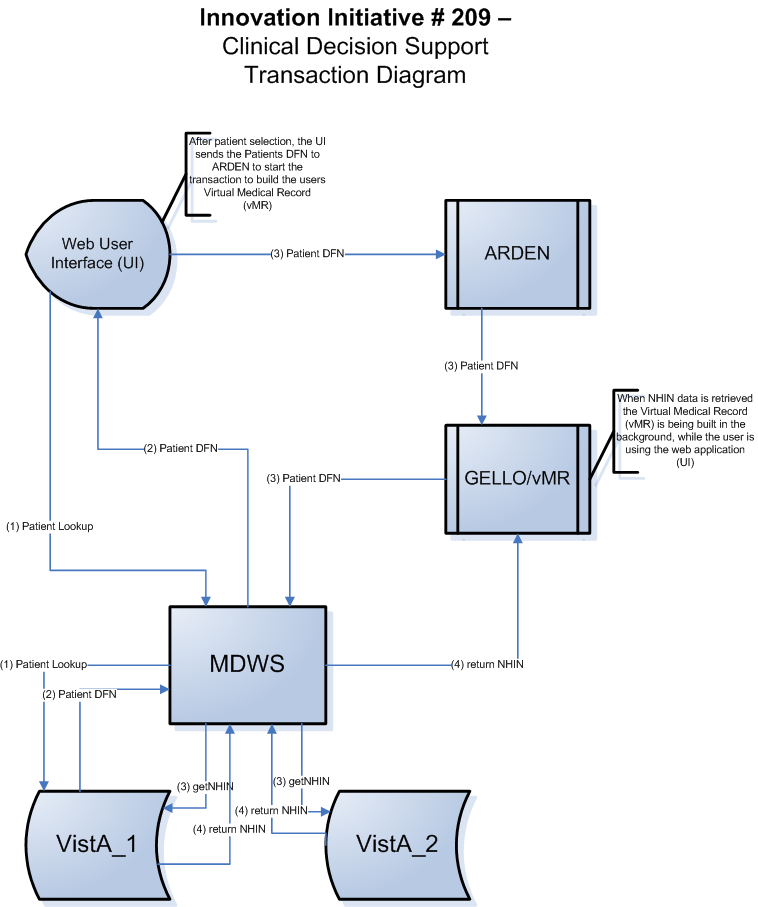 Innovation Initiative # 209 –
Clinical Decision Support
Transaction Diagram
After patient selection, the UI
sends the Patients DFN to
ARDEN to start the
transaction to build the users
Virtual Medical Record
(vMR)
Web User
Interface (UI)
(3) Patient DFN
ARDEN
(3) Patient DFN
When NHIN data is retrieved
the Virtual Medical Record
(vMR) is being built in the
background, while the user is
using the web application
(UI)
(2) Patient DFN
(3) Patient DFN
GELLO/vMR
(1) Patient Lookup
MDWS
(1) Patient Lookup
(4) return NHIN
(2) Patient DFN
(3) getNHIN
(3) getNHIN
(4) return NHIN
(4) return NHIN
VistA_1
VistA_2